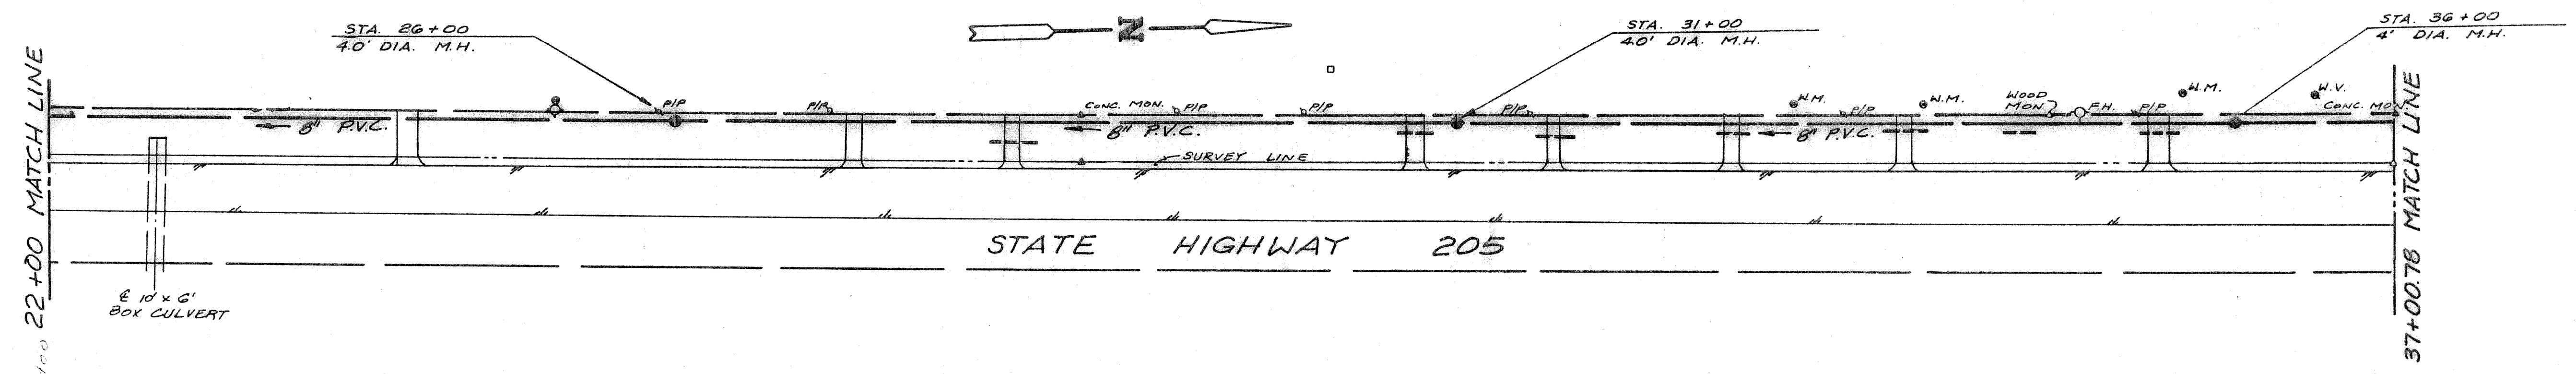 STA. 26+00
4.0' DIA. M.H.
N
STA. 31+00
4.0' DIA. M.H.
STA. 36+00
4' DIA. M.H.
22+00 MATCH LINE
P/P
P/P
CONC. MON.
P/P
P/P
P/P
W.M.
P/P
W.M.
WOOD
MON.
F.H.
P/P
W.M.
W.V.
CONC. MON.
8" P.V.C.
8" P.V.C.
8" P.V.C.
SURVEY LINE
STATE HIGHWAY 205
℄ 10' x 6'
BOX CULVERT
37+00.78 MATCH LINE
+00